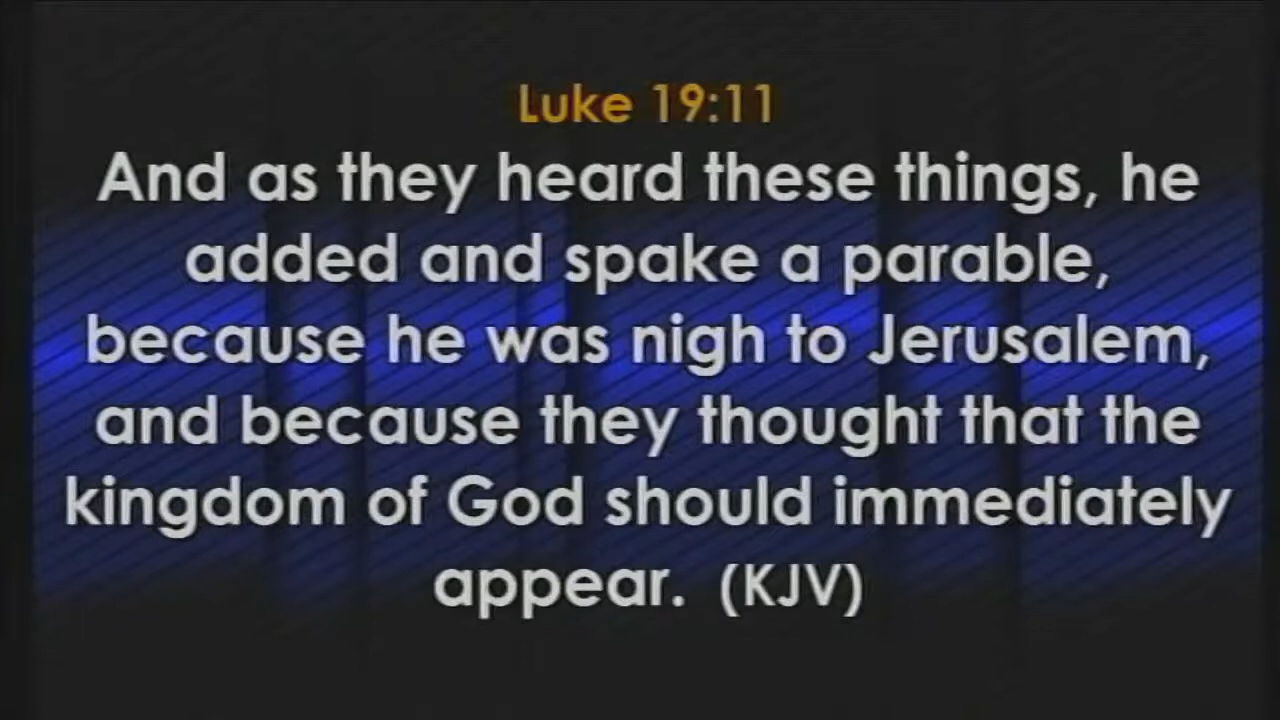 Luke 19:11
And as they heard these things, he
added and spake a parable,
because he was nigh to Jerusalem,
and because they thought that the
kingdom of God should immediately
appear.  (KJV)